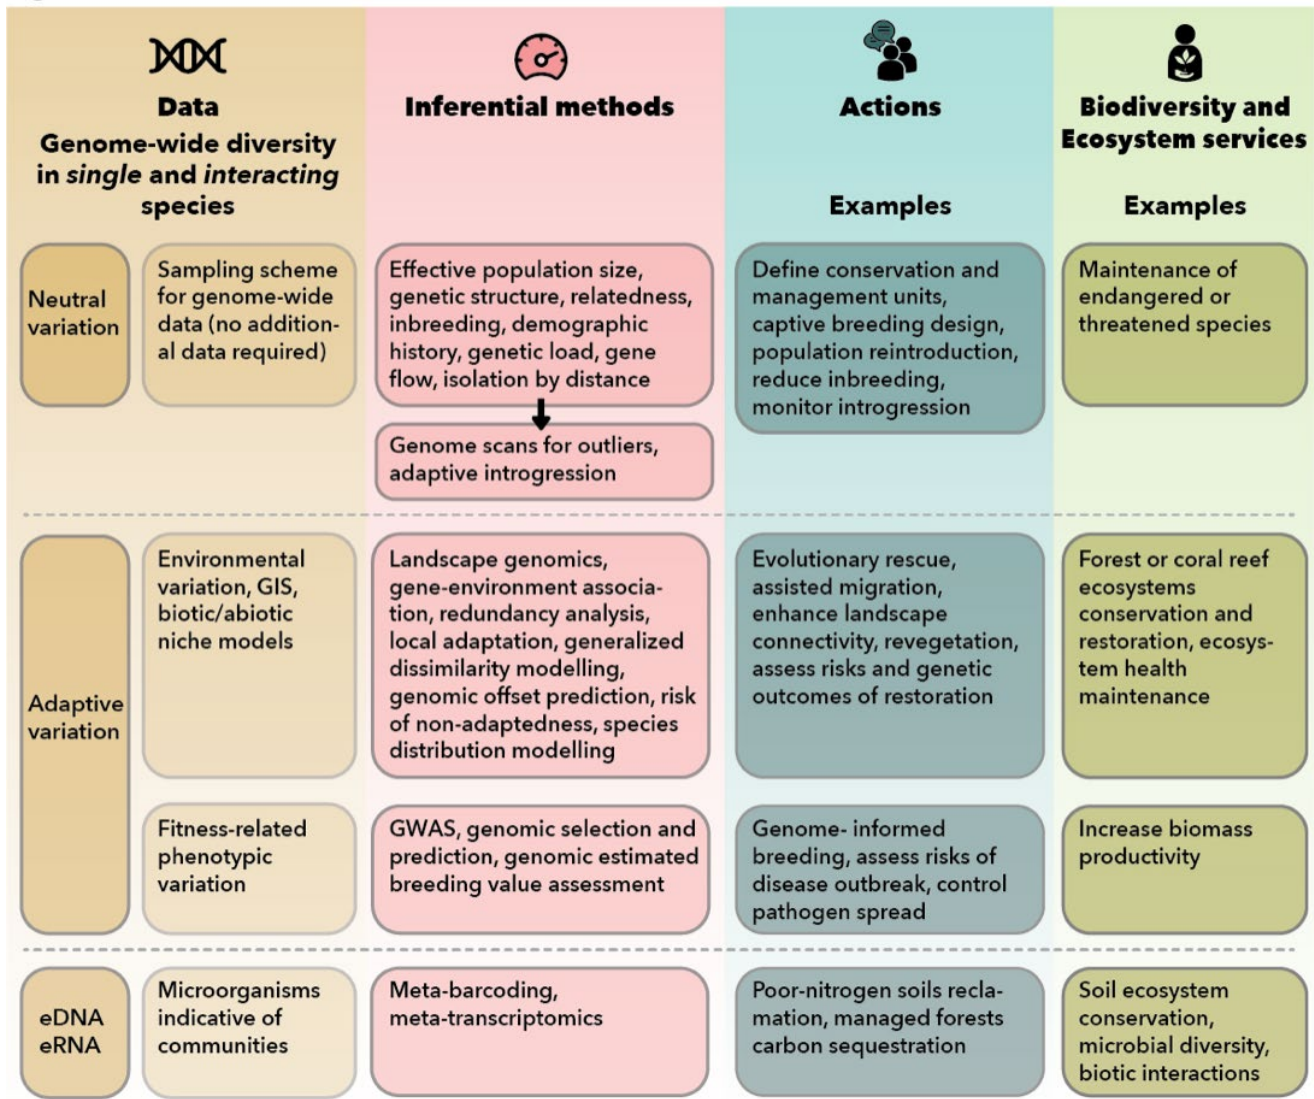 Data
Genome-wide diversity
in single and interacting
species
Inferential methods
Actions
Examples
Biodiversity and
Ecosystem services
Examples
Neutral
variation
Sampling scheme
for genome-wide
data (no addition-
al data required)
Effective population size,
genetic structure, relatedness,
inbreeding, demographic
history, genetic load, gene
flow, isolation by distance
Genome scans for outliers,
adaptive introgression
Define conservation and
management units,
captive breeding design,
population reintroduction,
reduce inbreeding,
monitor introgression
Maintenance of
endangered or
threatened species
Adaptive
variation
Environmental
variation, GIS,
biotic/abiotic
niche models
Landscape genomics,
gene-environment associa-
tion, redundancy analysis,
local adaptation, generalized
dissimilarity modelling,
genomic offset prediction, risk
of non-adaptedness, species
distribution modelling
Evolutionary rescue,
assisted migration,
enhance landscape
connectivity, revegetation,
assess risks and genetic
outcomes of restoration
Forest or coral reef
ecosystems
conservation and
restoration, ecosys-
tem health
maintenance
Fitness-related
phenotypic
variation
GWAS, genomic selection and
prediction, genomic estimated
breeding value assessment
Genome- informed
breeding, assess risks of
disease outbreak, control
pathogen spread
Increase biomass
productivity
eDNA
eRNA
Microorganisms
indicative of
communities
Meta-barcoding,
meta-transcriptomics
Poor-nitrogen soils recla-
mation, managed forests
carbon sequestration
Soil ecosystem
conservation,
microbial diversity,
biotic interactions